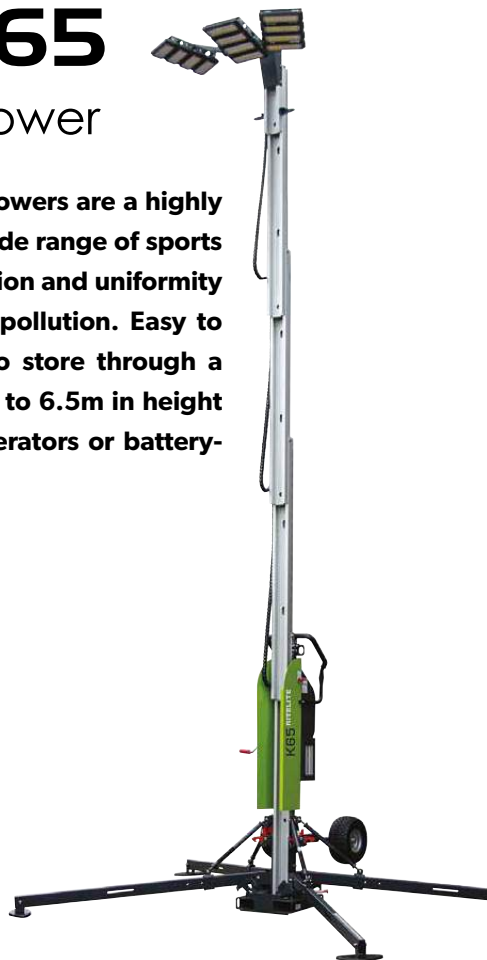 65
ower
owers are a highly
de range of sports
ion and uniformity
pollution. Easy to
o store through a
to 6.5m in height
erators or battery-
K65 RITELITE